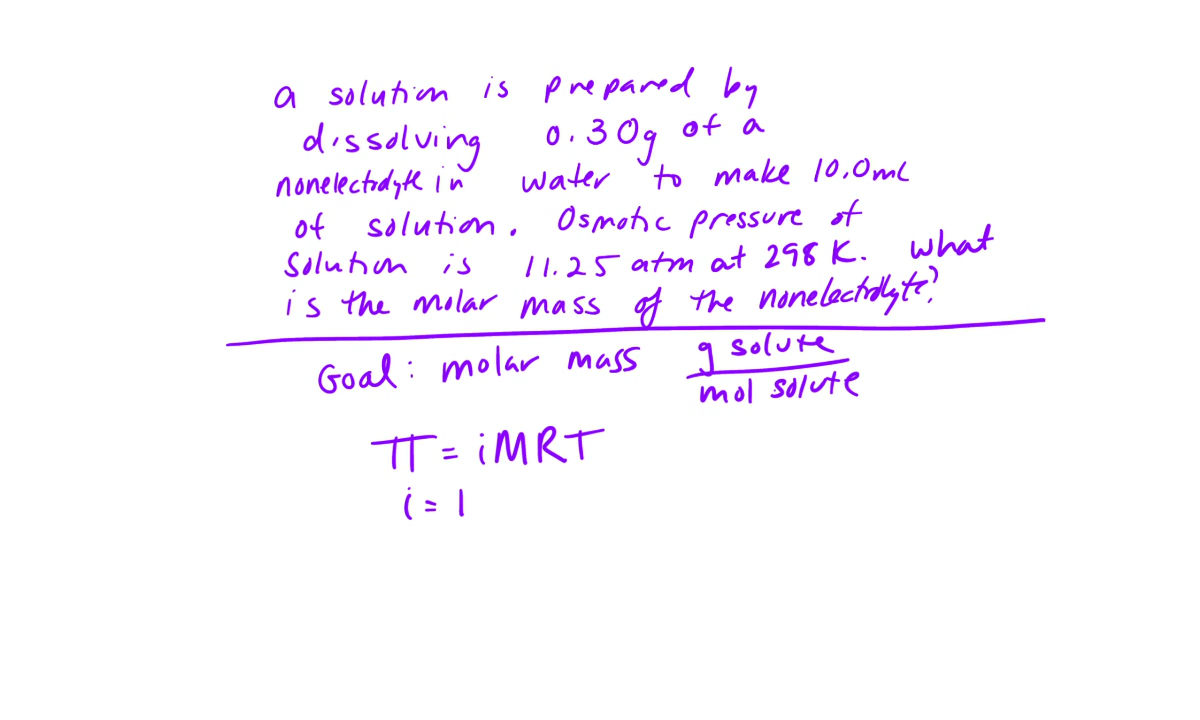 a solution is prepared by
dissolving 0.30g of a
nonelectrolyte in water to make 10.0mL
of solution. Osmotic pressure of
solution is 11.25 atm at 298 K. What
is the molar mass of the nonelectrolyte?
Goal: molar mass g solute
mol solute
π = iMRT
i = 1